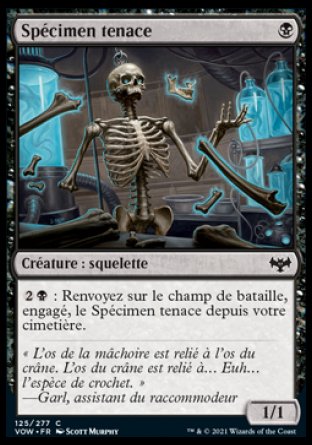 Spécimen tenace
Créature : squelette
2 : Renvoyez sur le champ de bataille,
engagé, le Spécimen tenace depuis votre
cimetière.
« L'os de la mâchoire est relié à l'os du
crâne. L'os du crâne est relié à… Euh…
l'espèce de crochet. »
—Garl, assistant du raccommodeur
1/1
125/277 C
VOW • FR Scott Murphy
™ & © 2021 Wizards of the Coast